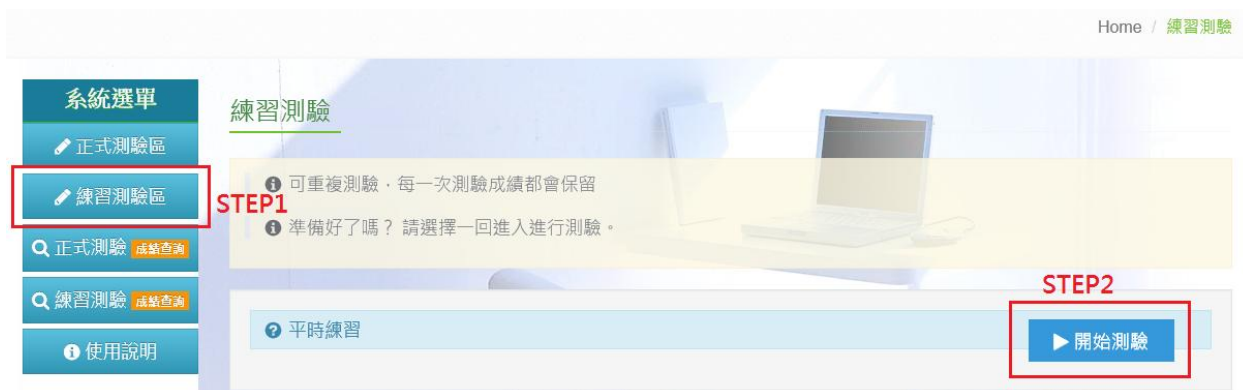 Home / 練習測驗
系統選單
正式測驗區
練習測驗區
正式測驗 成績查詢
練習測驗 成績查詢
使用說明
練習測驗
可重複測驗，每一次測驗成績都會保留
準備好了嗎？請選擇一回進入進行測驗。
STEP1
STEP2
平時練習
開始測驗